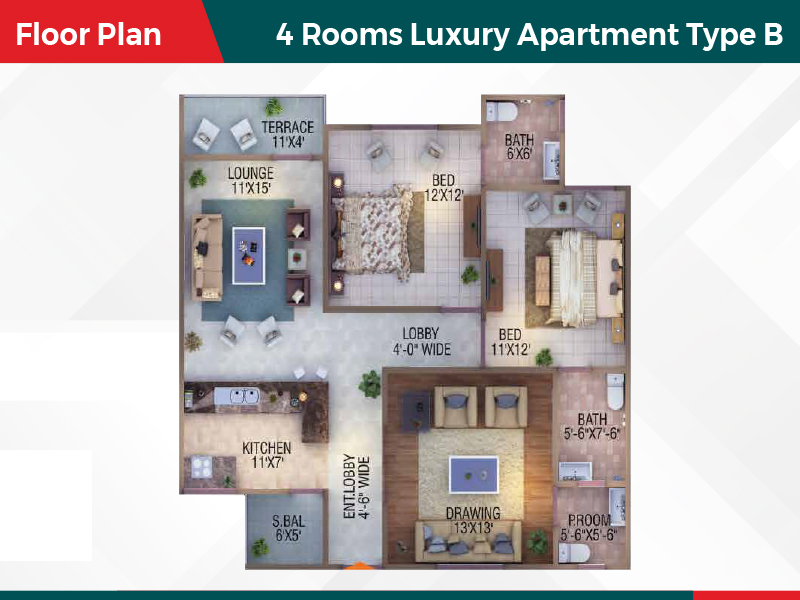 Floor Plan
4 Rooms Luxury Apartment Type B
TERRACE
11'X4'
BATH
6'X6'
LOUNGE
11'X15'
BED
12'X12'
LOBBY
4'-0" WIDE
BED
11'X12'
KITCHEN
11'X7'
ENT.LOBBY
4'-6" WIDE
BATH
5'-6"X7'-6"
DRAWING
13'X13'
S.BAL
6'X5'
P.ROOM
5'-6"X5'-6"